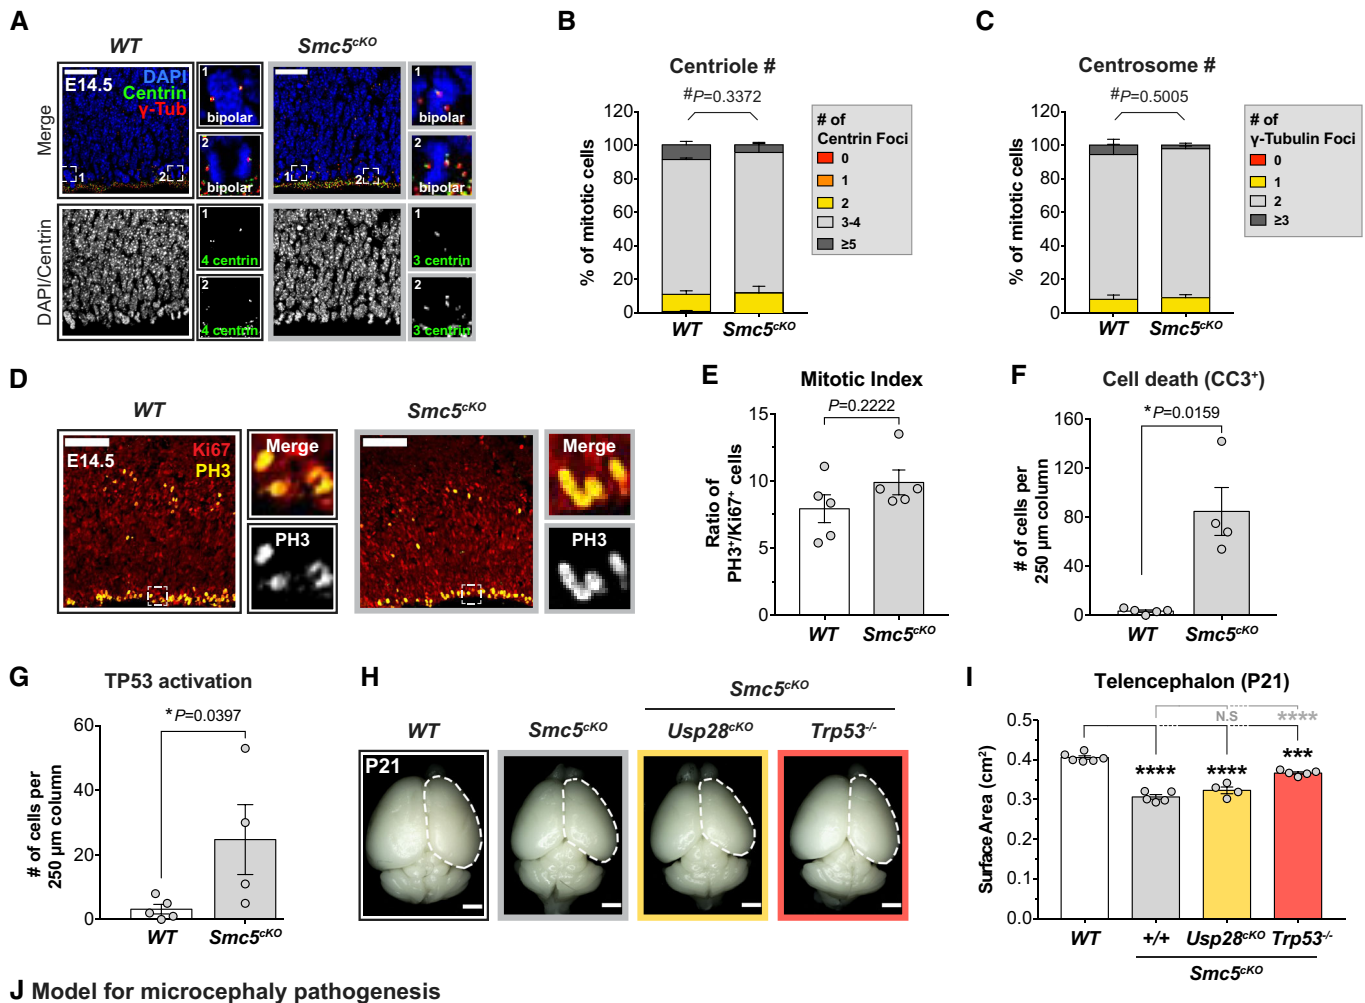 A
WT
Smc5cKO
Merge
E14.5
DAPI
Centrin
γ-Tub
1
2
1
bipolar
2
bipolar
1
2
1
bipolar
2
bipolar
DAPI/Centrin
1
4 centrin
2
4 centrin
1
3 centrin
2
3 centrin
B
Centriole #
#P=0.3372
% of mitotic cells
120
100
80
60
40
20
0
WT
Smc5cKO
# of
Centrin Foci
0
1
2
3-4
≥5
C
Centrosome #
#P=0.5005
% of mitotic cells
120
100
80
60
40
20
0
WT
Smc5cKO
# of
γ-Tubulin Foci
0
1
2
≥3
D
WT
Smc5cKO
E14.5
Ki67
PH3
Merge
PH3
Merge
PH3
E
Mitotic Index
P=0.2222
Ratio of
PH3+/Ki67+ cells
15
10
5
0
WT
Smc5cKO
F
Cell death (CC3+)
*P=0.0159
# of cells per
250 µm column
160
120
80
40
0
WT
Smc5cKO
G
TP53 activation
*P=0.0397
# of cells per
250 µm column
60
40
20
0
WT
Smc5cKO
H
Smc5cKO
WT
Smc5cKO
Usp28cKO
Trp53-/-
P21
I
Telencephalon (P21)
N.S
****
****
****
***
Surface Area (cm2)
0.5
0.4
0.3
0.2
0.1
0.0
WT
+/+
Usp28cKO
Trp53-/-
Smc5cKO
J Model for microcephaly pathogenesis